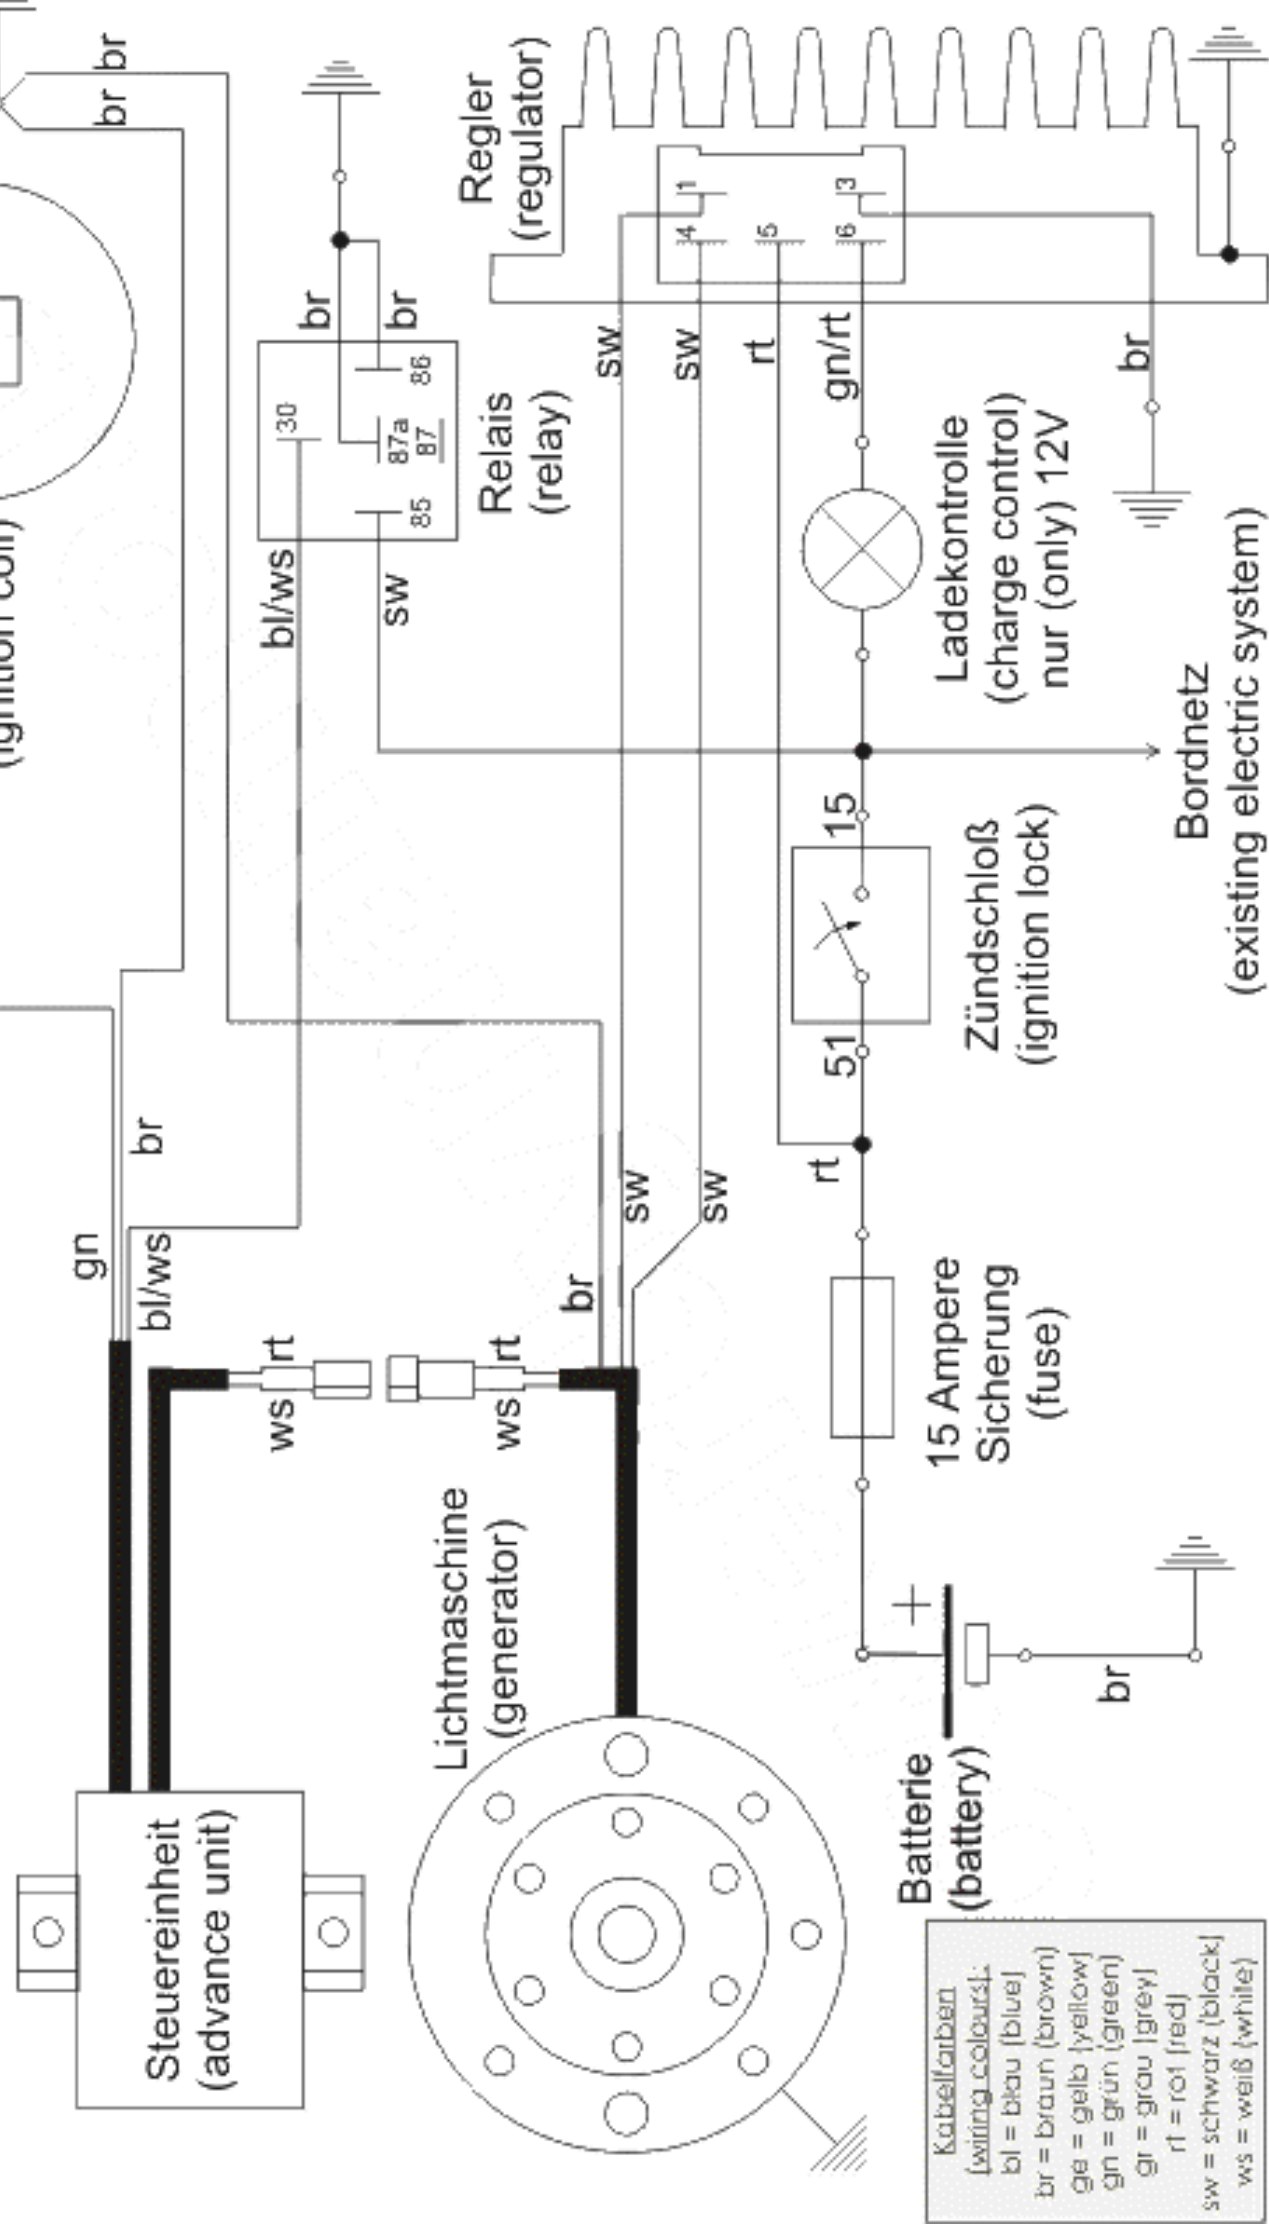 br
br
(ignition coil)
gn
br
bl/ws
Steuereinheit
(advance unit)
ws
rt
ws
rt
br
Lichtmaschine
(generator)
bl/ws
sw
30
85
87a
87
86
br
br
Relais
(relay)
Regler
(regulator)
1
4
5
3
6
sw
sw
rt
gn/rt
br
sw
sw
Ladekontrolle
(charge control)
nur (only) 12V
Bordnetz
(existing electric system)
15
51
Zündschloß
(ignition lock)
rt
15 Ampere
Sicherung
(fuse)
+
Batterie
(battery)
br
Kabelfarben
(wiring colours):
bl = blau (blue)
br = braun (brown)
ge = gelb (yellow)
gn = grün (green)
gr = grau (grey)
rt = rot (red)
sw = schwarz (black)
ws = weiß (white)